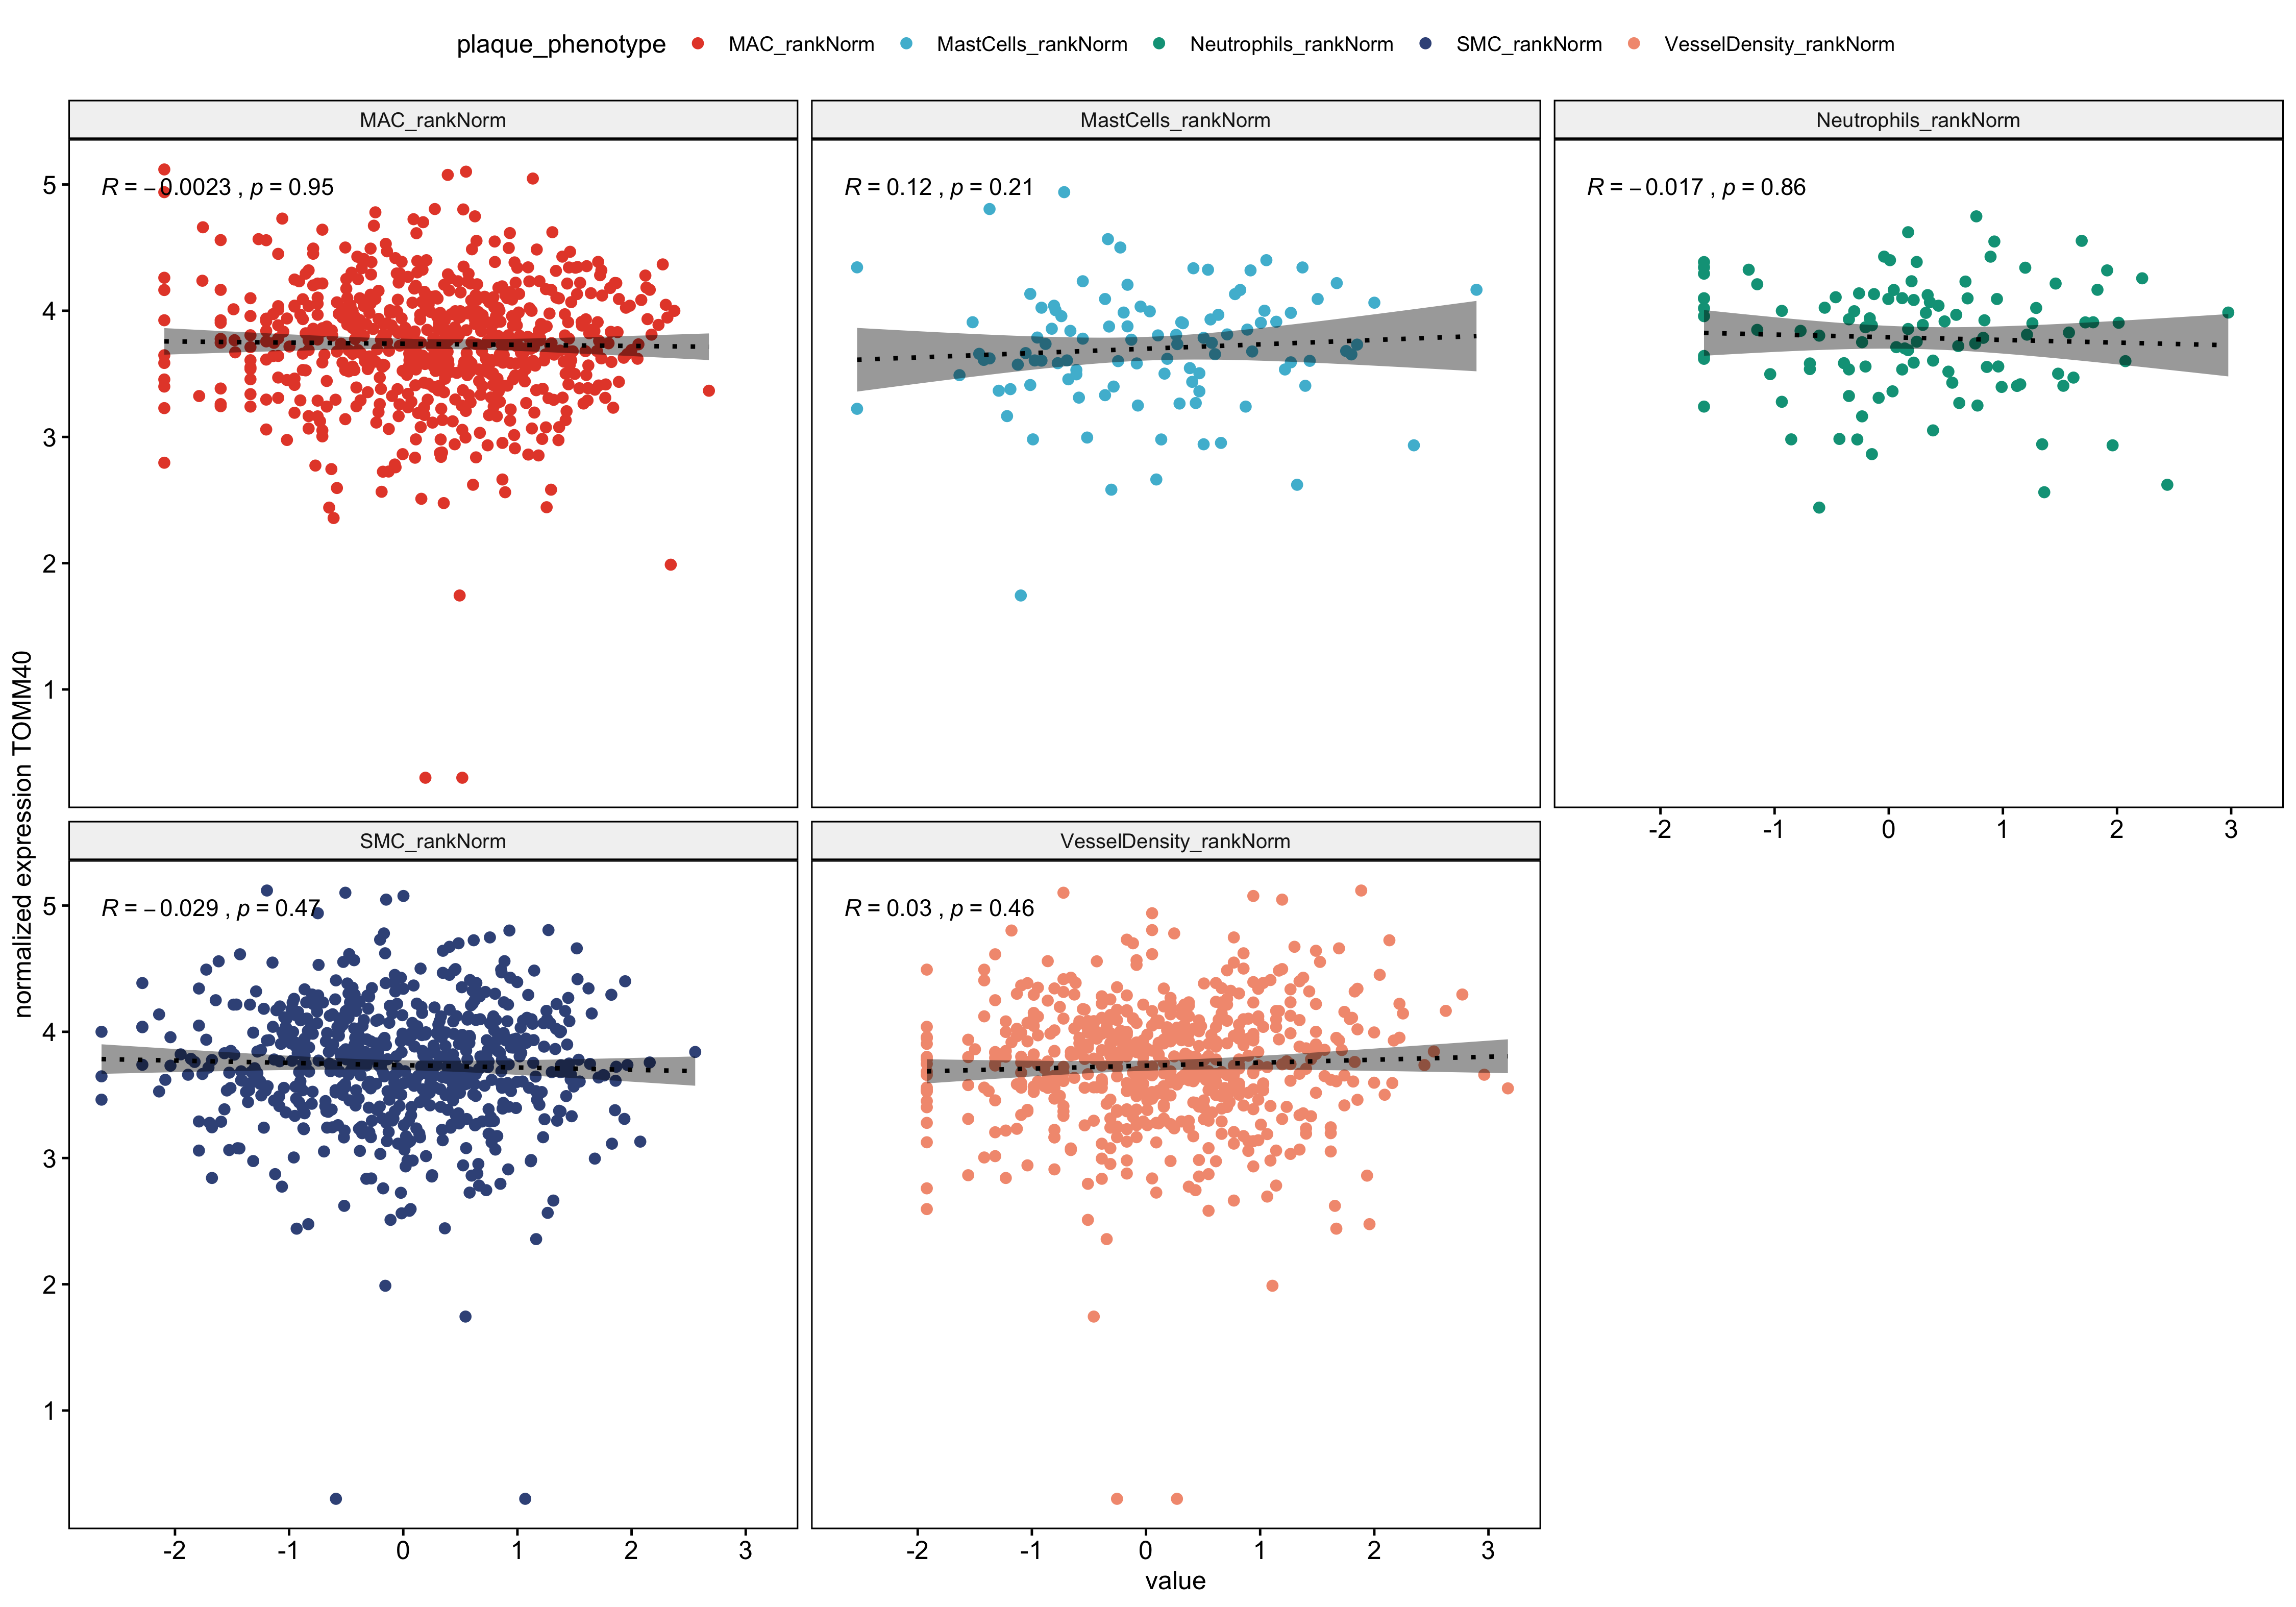 plaque_phenotype MAC_rankNorm MastCells_rankNorm Neutrophils_rankNorm SMC_rankNorm VesselDensity_rankNorm
MAC_rankNorm MastCells_rankNorm Neutrophils_rankNorm
R = −0.0023 , p = 0.95
R = 0.12 , p = 0.21
R = −0.017 , p = 0.86
5
4
3
2
1
-2 -1 0 1 2 3
normalized expression TOMM40
SMC_rankNorm VesselDensity_rankNorm
R = −0.029 , p = 0.47
R = 0.03 , p = 0.46
5
4
3
2
1
-2 -1 0 1 2 3
-2 -1 0 1 2 3
value